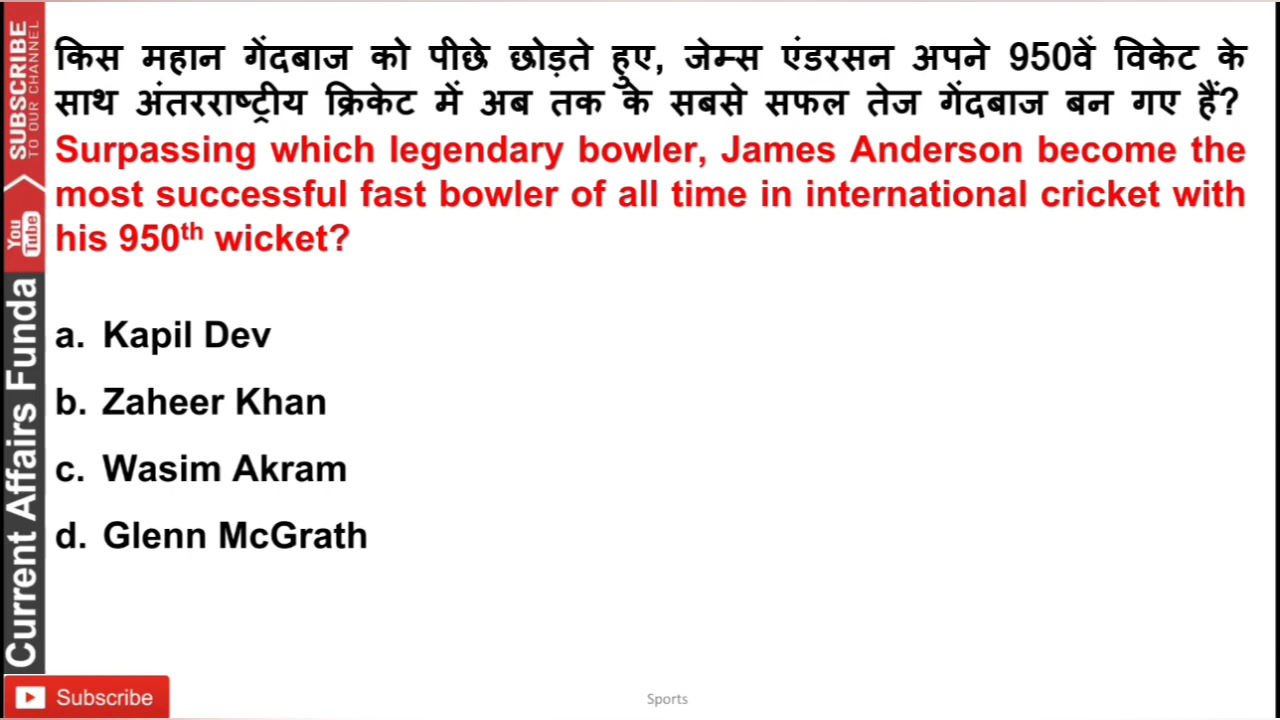 किस महान गेंदबाज को पीछे छोड़ते हुए, जेम्स एंडरसन अपने 950वें विकेट के
साथ अंतरराष्ट्रीय क्रिकेट में अब तक के सबसे सफल तेज गेंदबाज बन गए हैं?
Surpassing which legendary bowler, James Anderson become the
most successful fast bowler of all time in international cricket with
his 950th wicket?
a. Kapil Dev
b. Zaheer Khan
c. Wasim Akram
d. Glenn McGrath
SUBSCRIBE
TO OUR CHANNEL
You
Tube
Current Affairs Funda
Subscribe
Sports